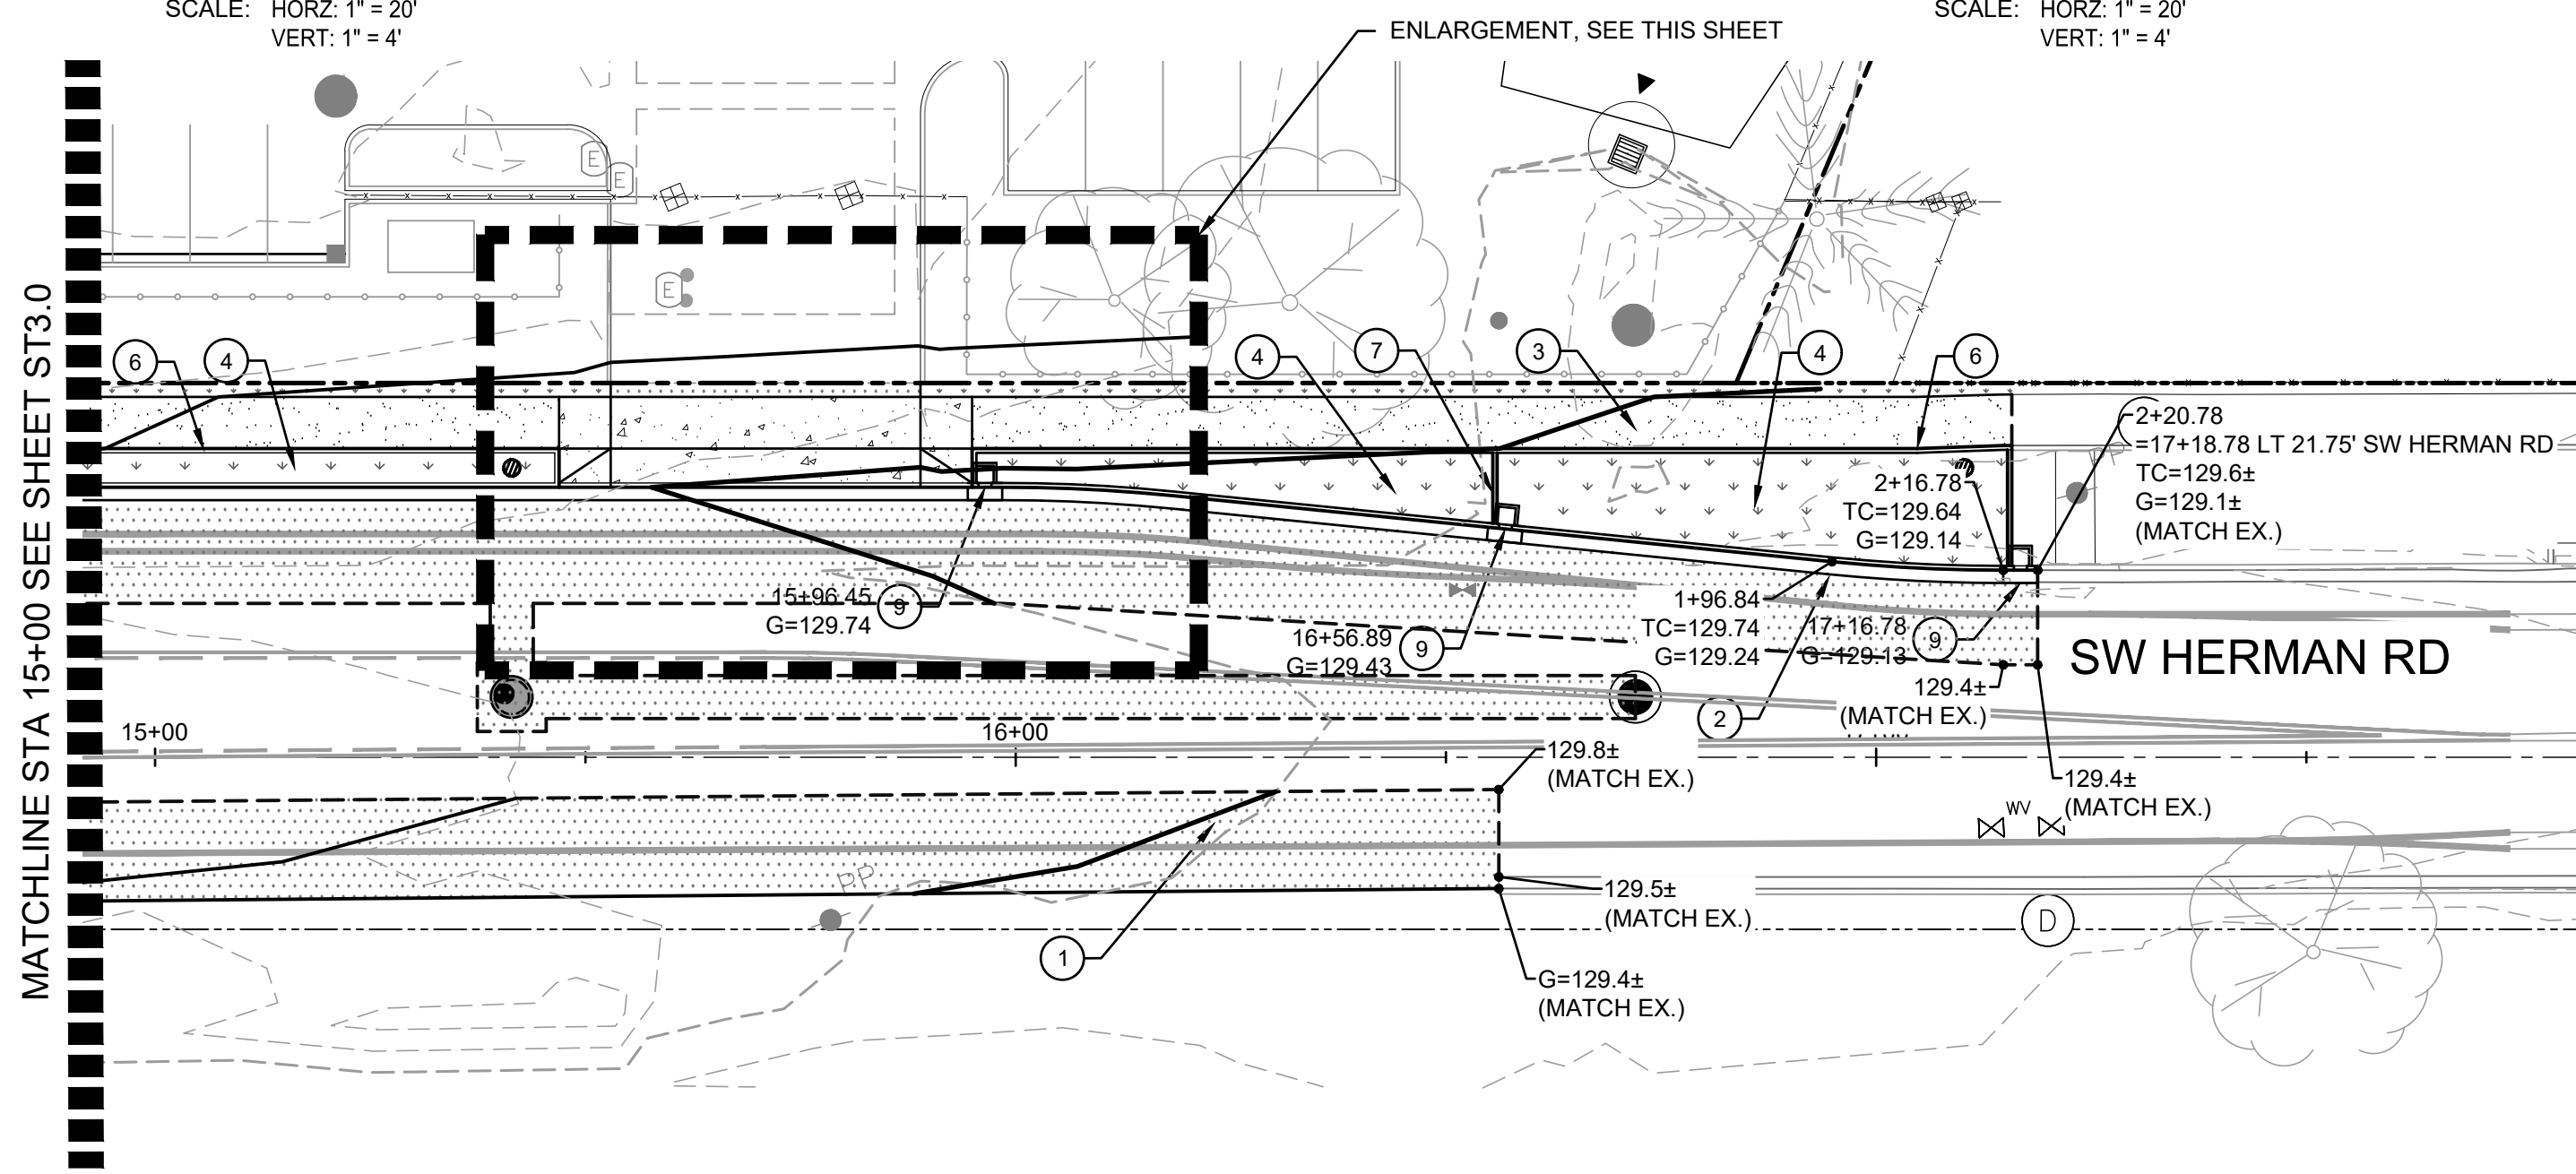 SCALE: HORZ: 1" = 20'
VERT: 1" = 4'
SCALE: HORZ: 1" = 20'
VERT: 1" = 4'
ENLARGEMENT, SEE THIS SHEET
MATCHLINE STA 15+00 SEE SHEET ST3.0
E
E
E
6
4
4
7
3
4
6
2+20.78
=17+18.78 LT 21.75' SW HERMAN RD
TC=129.6±
G=129.1±
(MATCH EX.)
2+16.78
TC=129.64
G=129.14
15+96.45
G=129.74
9
16+56.89
G=129.43
9
1+96.84
TC=129.74
G=129.24
17+16.78
G=129.13
9
SW HERMAN RD
129.4±
(MATCH EX.)
2
15+00
16+00
129.8±
(MATCH EX.)
129.4±
(MATCH EX.)
WV
PP
129.5±
(MATCH EX.)
D
1
G=129.4±
(MATCH EX.)